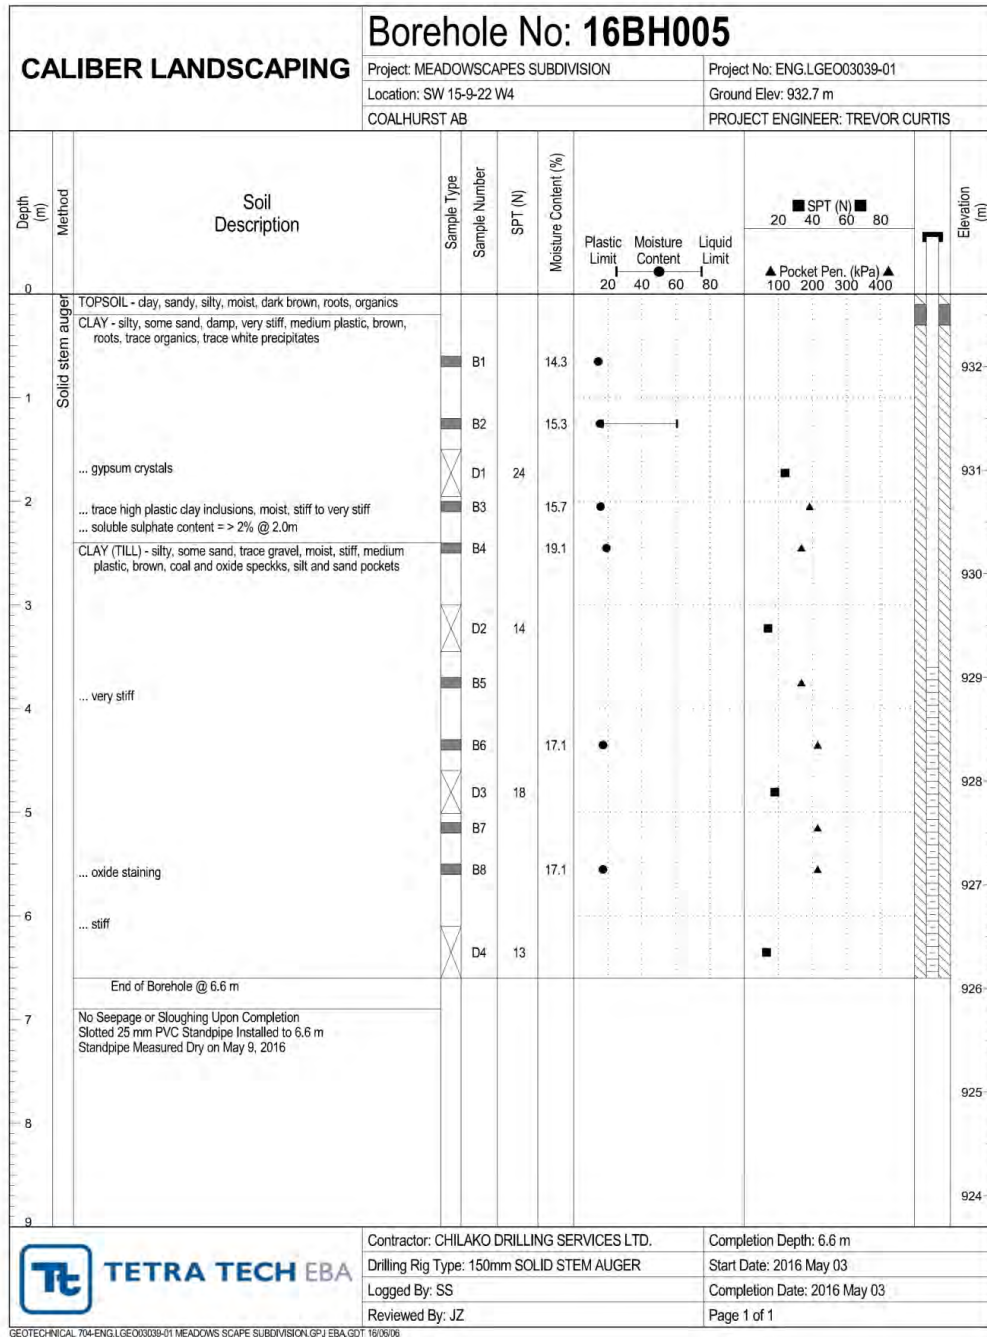 CALIBER LANDSCAPING
Borehole No: 16BH005
Project: MEADOWSCAPES SUBDIVISION
Project No: ENG.LGEO03039-01
Location: SW 15-9-22 W4
Ground Elev: 932.7 m
COALHURST AB
PROJECT ENGINEER: TREVOR CURTIS
Depth
(m)
Method
Soil
Description
Sample Type
Sample Number
SPT (N)
Moisture Content (%)
Plastic Moisture Liquid
Limit Content Limit
20 40 60 80
SPT (N)
20 40 60 80
Pocket Pen. (kPa)
100 200 300 400
Elevation
(m)
0
Solid stem auger
TOPSOIL - clay, sandy, silty, moist, dark brown, roots, organics
CLAY - silty, some sand, damp, very stiff, medium plastic, brown,
roots, trace organics, trace white precipitates
B1 14.3
932
1
B2 15.3
... gypsum crystals
D1 24
931
2
... trace high plastic clay inclusions, moist, stiff to very stiff
B3 15.7
... soluble sulphate content = > 2% @ 2.0m
CLAY (TILL) - silty, some sand, trace gravel, moist, stiff, medium
plastic, brown, coal and oxide speckks, silt and sand pockets
B4 19.1
930
3
D2 14
929
B5
... very stiff
4
B6 17.1
928
D3 18
5
B7
... oxide staining
B8 17.1
927
6
... stiff
D4 13
End of Borehole @ 6.6 m
926
7
No Seepage or Sloughing Upon Completion
Slotted 25 mm PVC Standpipe Installed to 6.6 m
Standpipe Measured Dry on May 9, 2016
925
8
924
9
Tt TETRA TECH EBA
Contractor: CHILAKO DRILLING SERVICES LTD.
Completion Depth: 6.6 m
Drilling Rig Type: 150mm SOLID STEM AUGER
Start Date: 2016 May 03
Logged By: SS
Completion Date: 2016 May 03
Reviewed By: JZ
Page 1 of 1
GEOTECHNICAL 704-ENG.LGEO03039-01 MEADOWS SCAPE SUBDIVISION.GPJ EBA.GDT 16/06/06